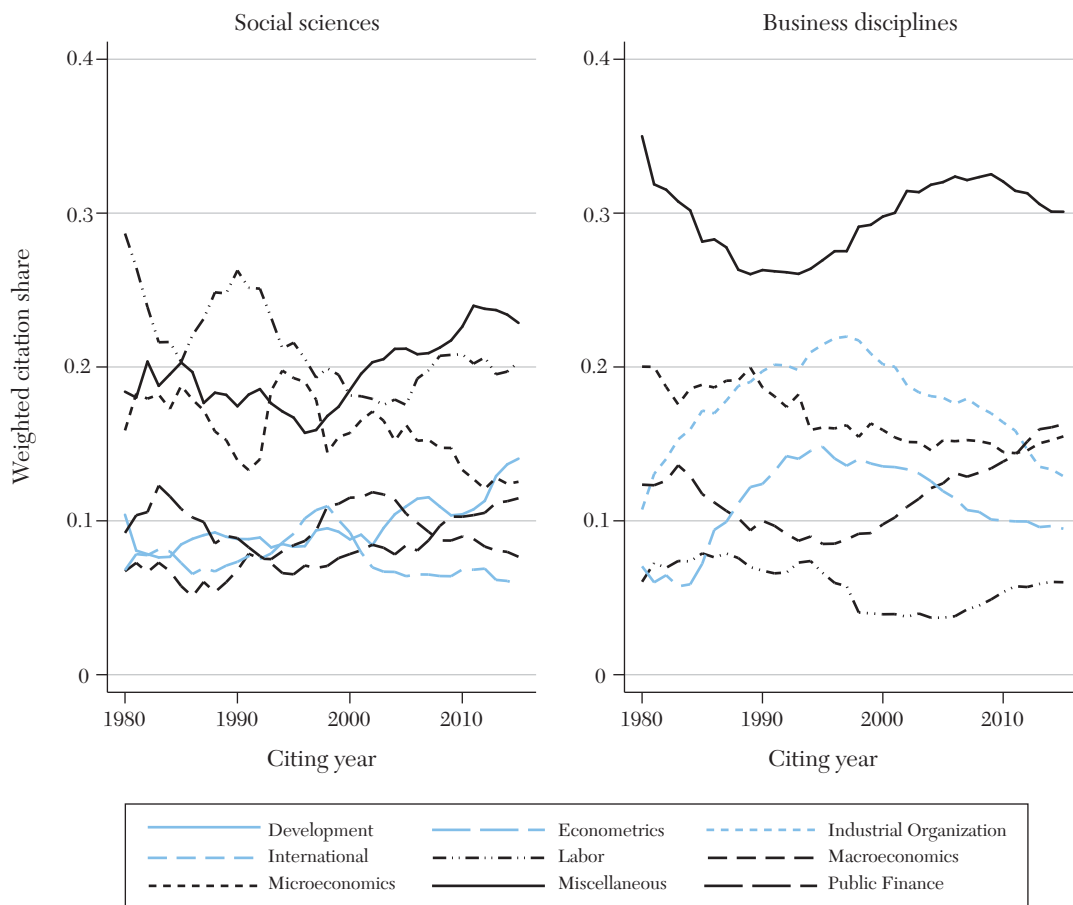 Social sciences
Business disciplines
Weighted citation share
0.4
0.3
0.2
0.1
0
1980
1990
2000
2010
Citing year
0.4
0.3
0.2
0.1
0
1980
1990
2000
2010
Citing year
Development
Econometrics
Industrial Organization
International
Labor
Macroeconomics
Microeconomics
Miscellaneous
Public Finance